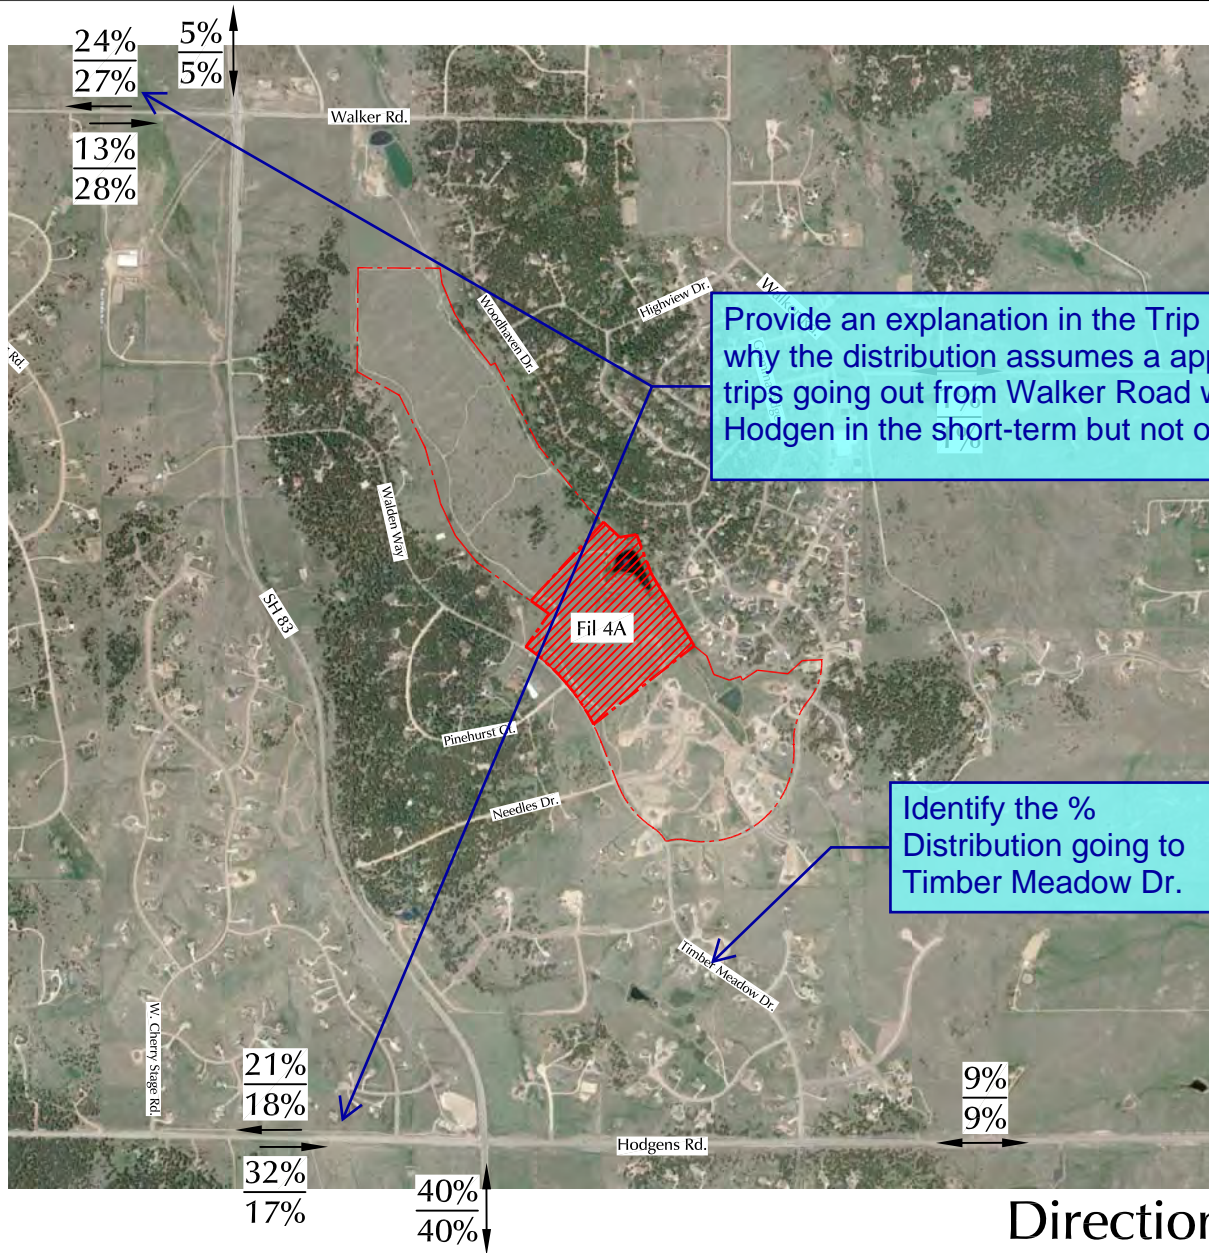 24%
27%
5%
5%
Walker Rd.
13%
28%
Highview Dr.
Woodhaven Dr.
Rd.
Provide an explanation in the Trip
why the distribution assumes a
trips going out from Walker Road
Hodgen in the short-term but not
1%
1%
Walden Way
SH 83
Fil 4A
Pinehurst Ct.
Needles Dr.
Identify the %
Distribution going to
Timber Meadow Dr.
Timber Meadow Dr.
W. Cherry Stage Rd.
21%
18%
9%
9%
Hodgens Rd.
32%
17%
40%
40%